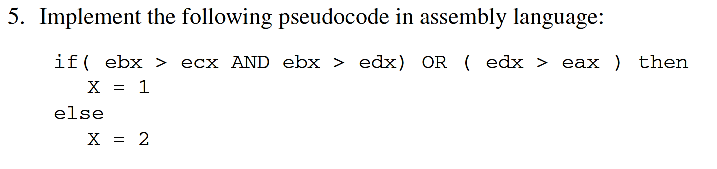 5. Implement the following pseudocode in assembly language:
if( ebx > ecx AND ebx > edx) OR ( edx > eax ) then
X = 1
else
X = 2